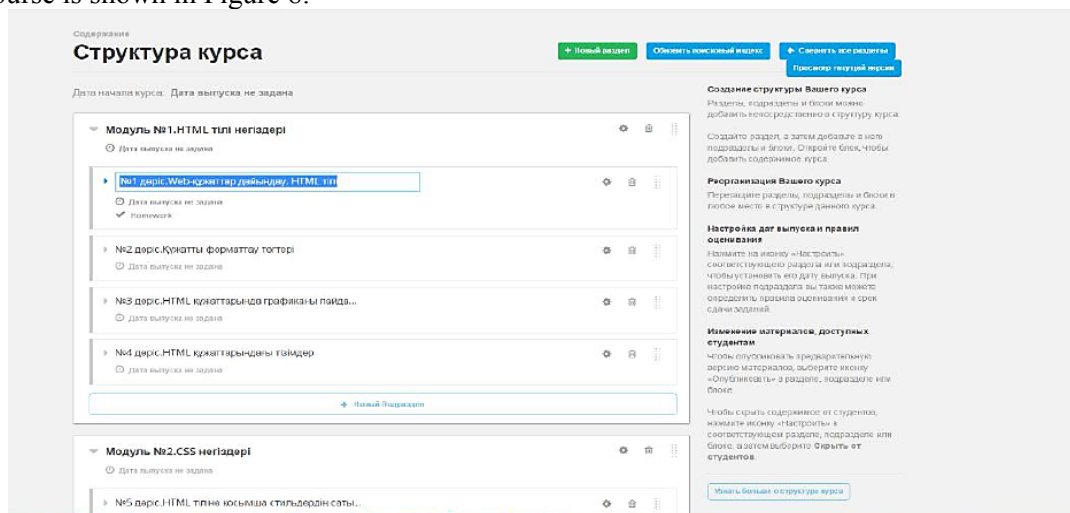 ourse is shown in Figure 6.
Содержание
Структура курса
+ Новый раздел
Обновить поисковый индекс
Свернуть все разделы
Просмотр текущей версии
Дата начала курса: Дата выпуска не задана
Модуль №1.HTML тілі негіздері
Дата выпуска не задана
№1 дәріс.Web-құжаттар дайындау. HTML тілі
Дата выпуска не задана
Homework
№2 дәріс.Құжатты форматтау тэгтері
Дата выпуска не задана
№3 дәріс.HTML құжаттарында графиканы пайда...
Дата выпуска не задана
№4 дәріс.HTML құжаттарындағы тізімдер
Дата выпуска не задана
+ Новый Подраздел
Модуль №2.CSS негіздері
Дата выпуска не задана
№5 дәріс.HTML тіліне қосымша стильдердің сәты...
Создание структуры Вашего курса
Разделы, подразделы и блоки можно
добавить непосредственно в структуру курса.
Создайте раздел, а затем добавьте в него
подразделы и блоки. Откройте блок, чтобы
добавить содержимое курса.
Реорганизация Вашего курса
Перетащите разделы, подразделы и блоки в
любое место в структуре данного курса.
Настройка дат выпуска и правил
оценивания
Нажмите на иконку «Настроить»
соответствующего раздела или подраздела,
чтобы установить его дату выпуска. При
настройке подраздела вы также можете
определить правила оценивания и срок
сдачи заданий.
Изменение материалов, доступных
студентам
Чтобы опубликовать предварительную
версию материалов, выберите иконку
«Опубликовать» в разделе, подразделе или
блоке.
Чтобы скрыть содержимое от студентов,
нажмите иконку «Настроить» в
соответствующем разделе, подразделе или
блоке, а затем выберите Скрыть от
студентов.
Узнать больше о структуре курса